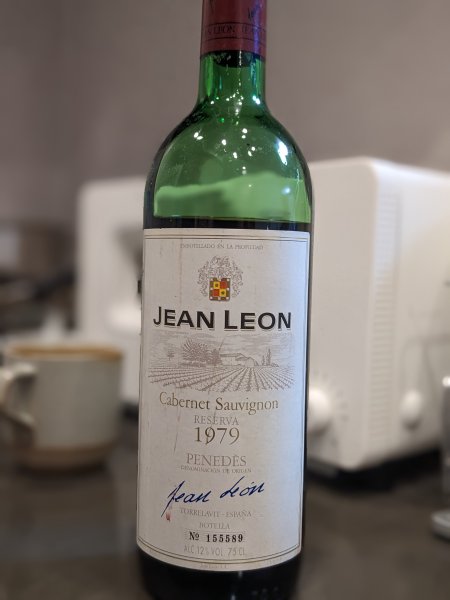 LEON
EMBOTELLADO EN LA PROPIEDAD
JEAN LEON
Cabernet Sauvignon
RESERVA
1979
PENEDÈS
DENOMINACIÓN DE ORIGEN
Jean León
TORRELAVIT - ESPAÑA
BOTELLA
Nº 155589
ALC. 12% VOL. 75 CL.